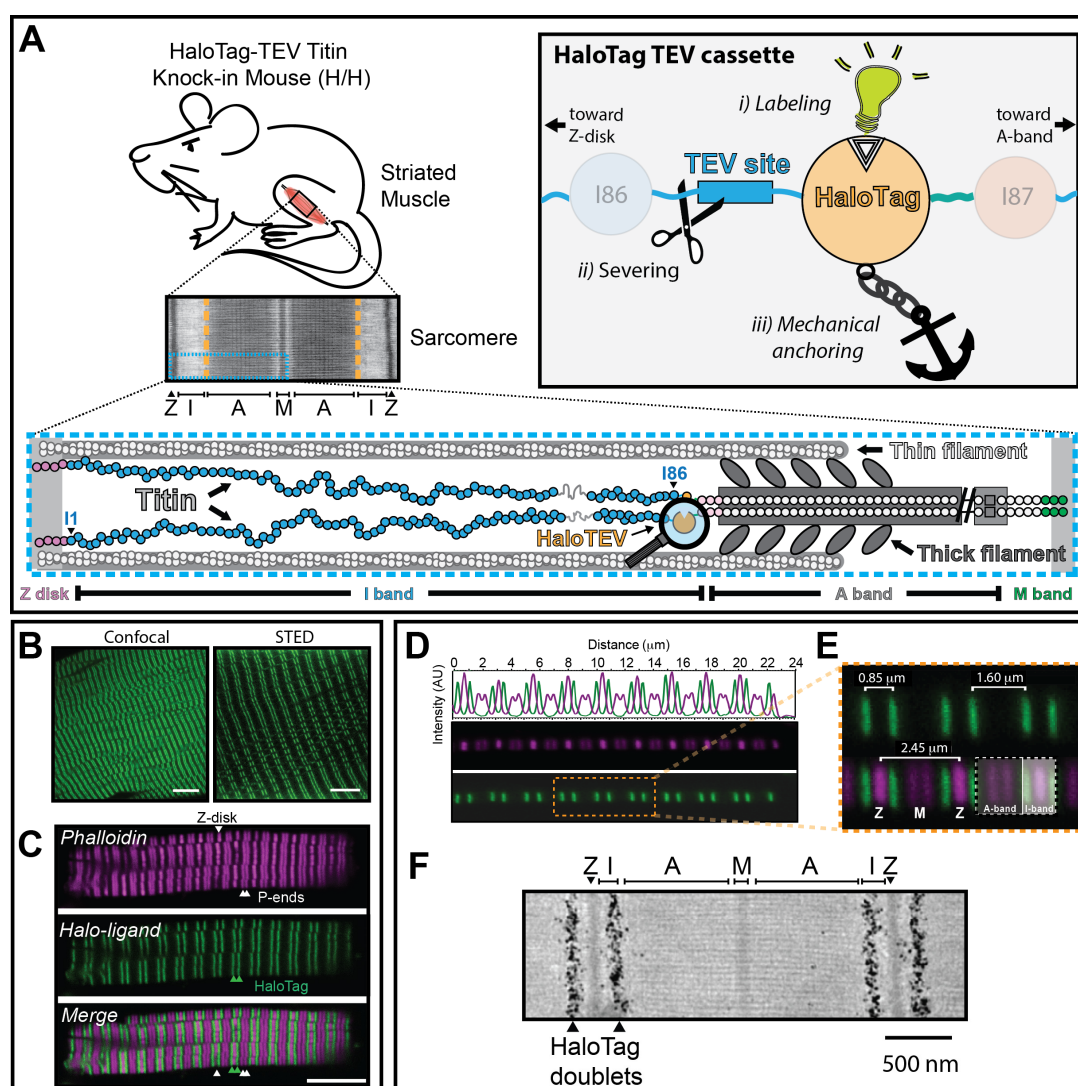 A
HaloTag-TEV Titin
Knock-in Mouse (H/H)
Striated
Muscle
Sarcomere
Z I A M A I Z
HaloTag TEV cassette
i) Labeling
toward
Z-disk
toward
A-band
TEV site
I86
HaloTag
I87
ii) Severing
iii) Mechanical
anchoring
Thin filament
I86
Titin
I1
HaloTEV
Thick filament
Z disk
I band
A band
M band
B
Confocal
STED
C
Z-disk
Phalloidin
P-ends
Halo-ligand
HaloTag
Merge
D
Distance (μm)
0 2 4 6 8 10 12 14 16 18 20 22 24
Intensity (AU)
E
0.85 μm
1.60 μm
2.45 μm
A-band
I-band
Z M Z
F
Z I A M A I Z
HaloTag
doublets
500 nm